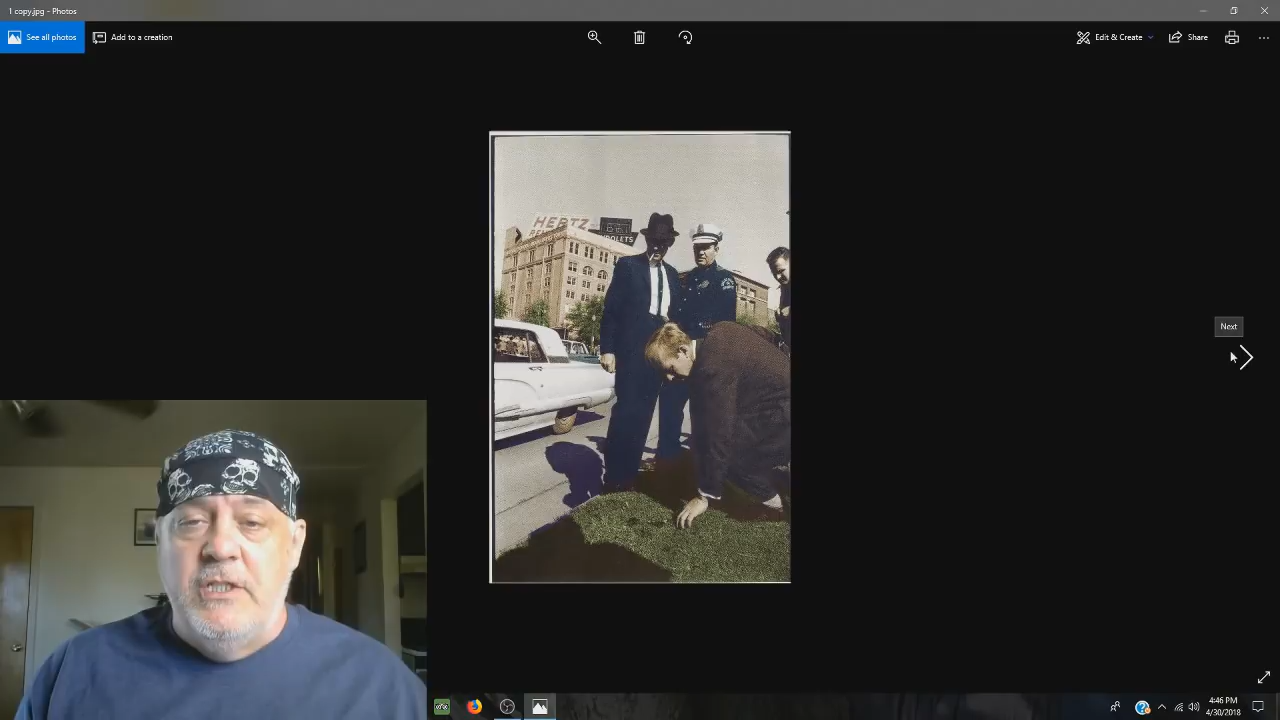 1 copy.jpg - Photos
See all photos
Add to a creation
Edit & Create
Share
HERTZ
Next
4:46 PM
4/30/2018